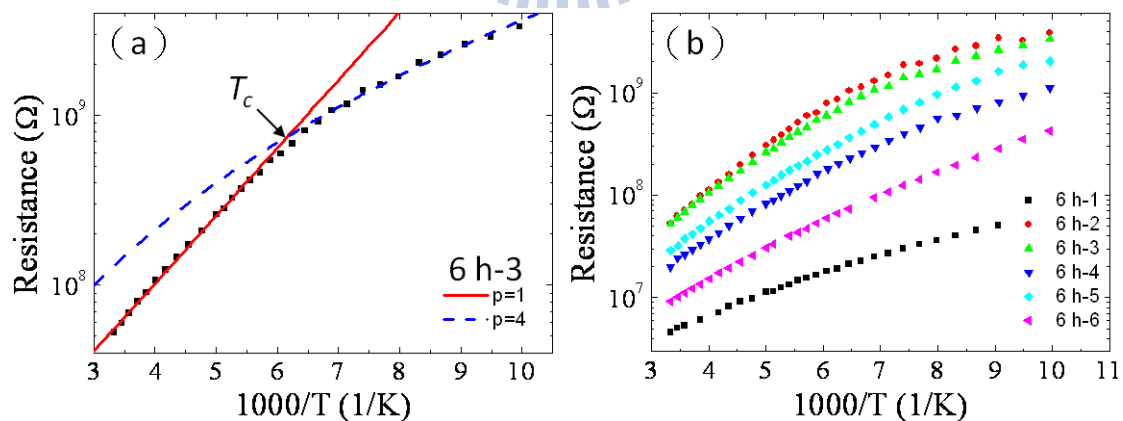 (a)
T_c
10^9
10^8
Resistance (Ω)
6 h-3
p=1
p=4
3 4 5 6 7 8 9 10
1000/T (1/K)
(b)
10^9
10^8
10^7
Resistance (Ω)
6 h-1
6 h-2
6 h-3
6 h-4
6 h-5
6 h-6
3 4 5 6 7 8 9 10 11
1000/T (1/K)